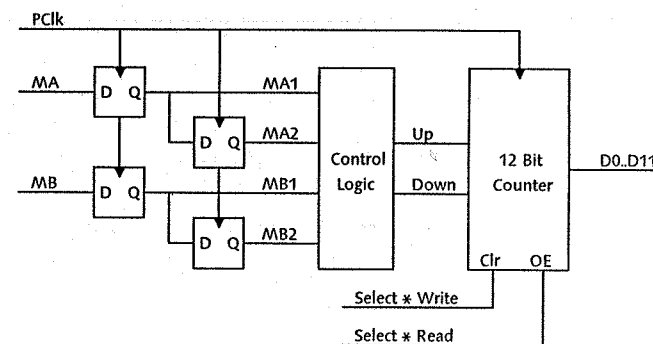 PClk
MA
D Q
MA1
D Q
MA2
Control
Logic
Up
12 Bit
Counter
D0..D11
MB
D Q
MB1
Down
D Q
MB2
Clr OE
Select * Write
Select * Read